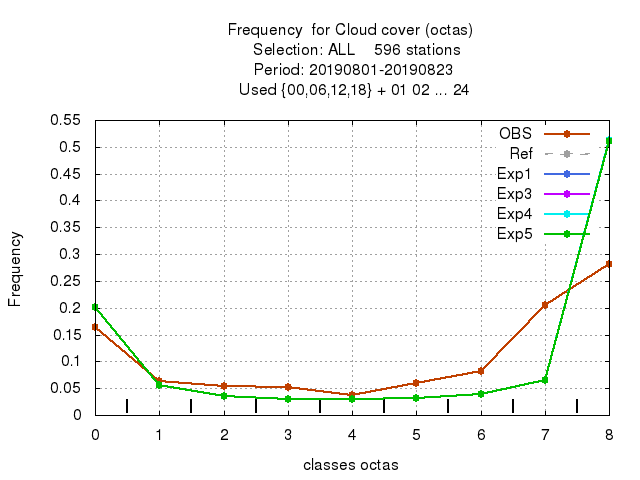 Frequency  for Cloud cover (octas)
Selection: ALL    596 stations
Period: 20190801-20190823
Used {00,06,12,18} + 01 02 ... 24
0.55
0.5
0.45
0.4
0.35
0.3
0.25
0.2
0.15
0.1
0.05
0
Frequency
OBS
Ref
Exp1
Exp3
Exp4
Exp5
0 1 2 3 4 5 6 7 8
classes octas